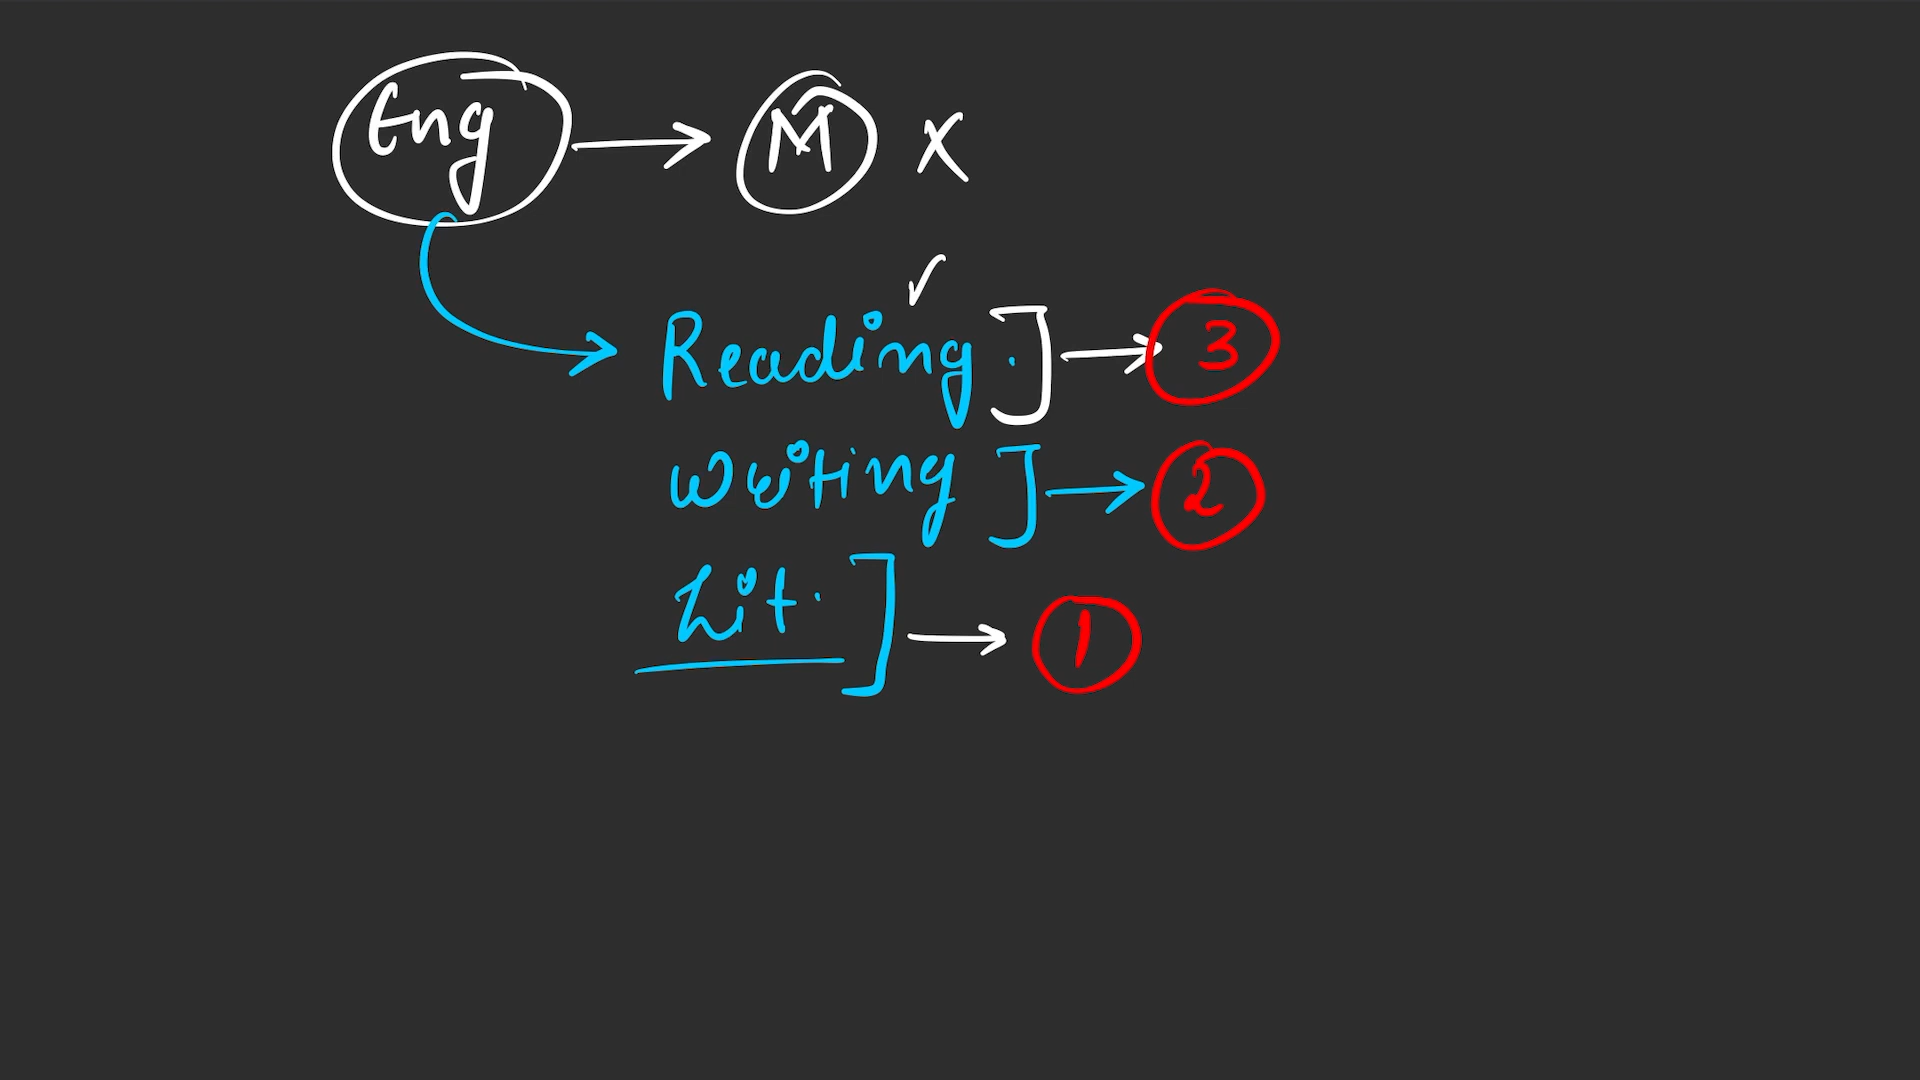 Eng → M X
Reading. ] → 3
Writing ] → 2
Lit. ] → 1